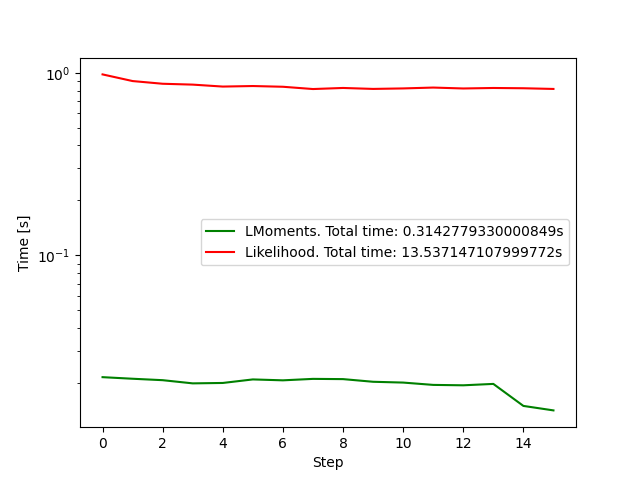 10⁰
10⁻¹
Time [s]
LMoments. Total time: 0.3142779330000849s
Likelihood. Total time: 13.537147107999772s
0 2 4 6 8 10 12 14
Step